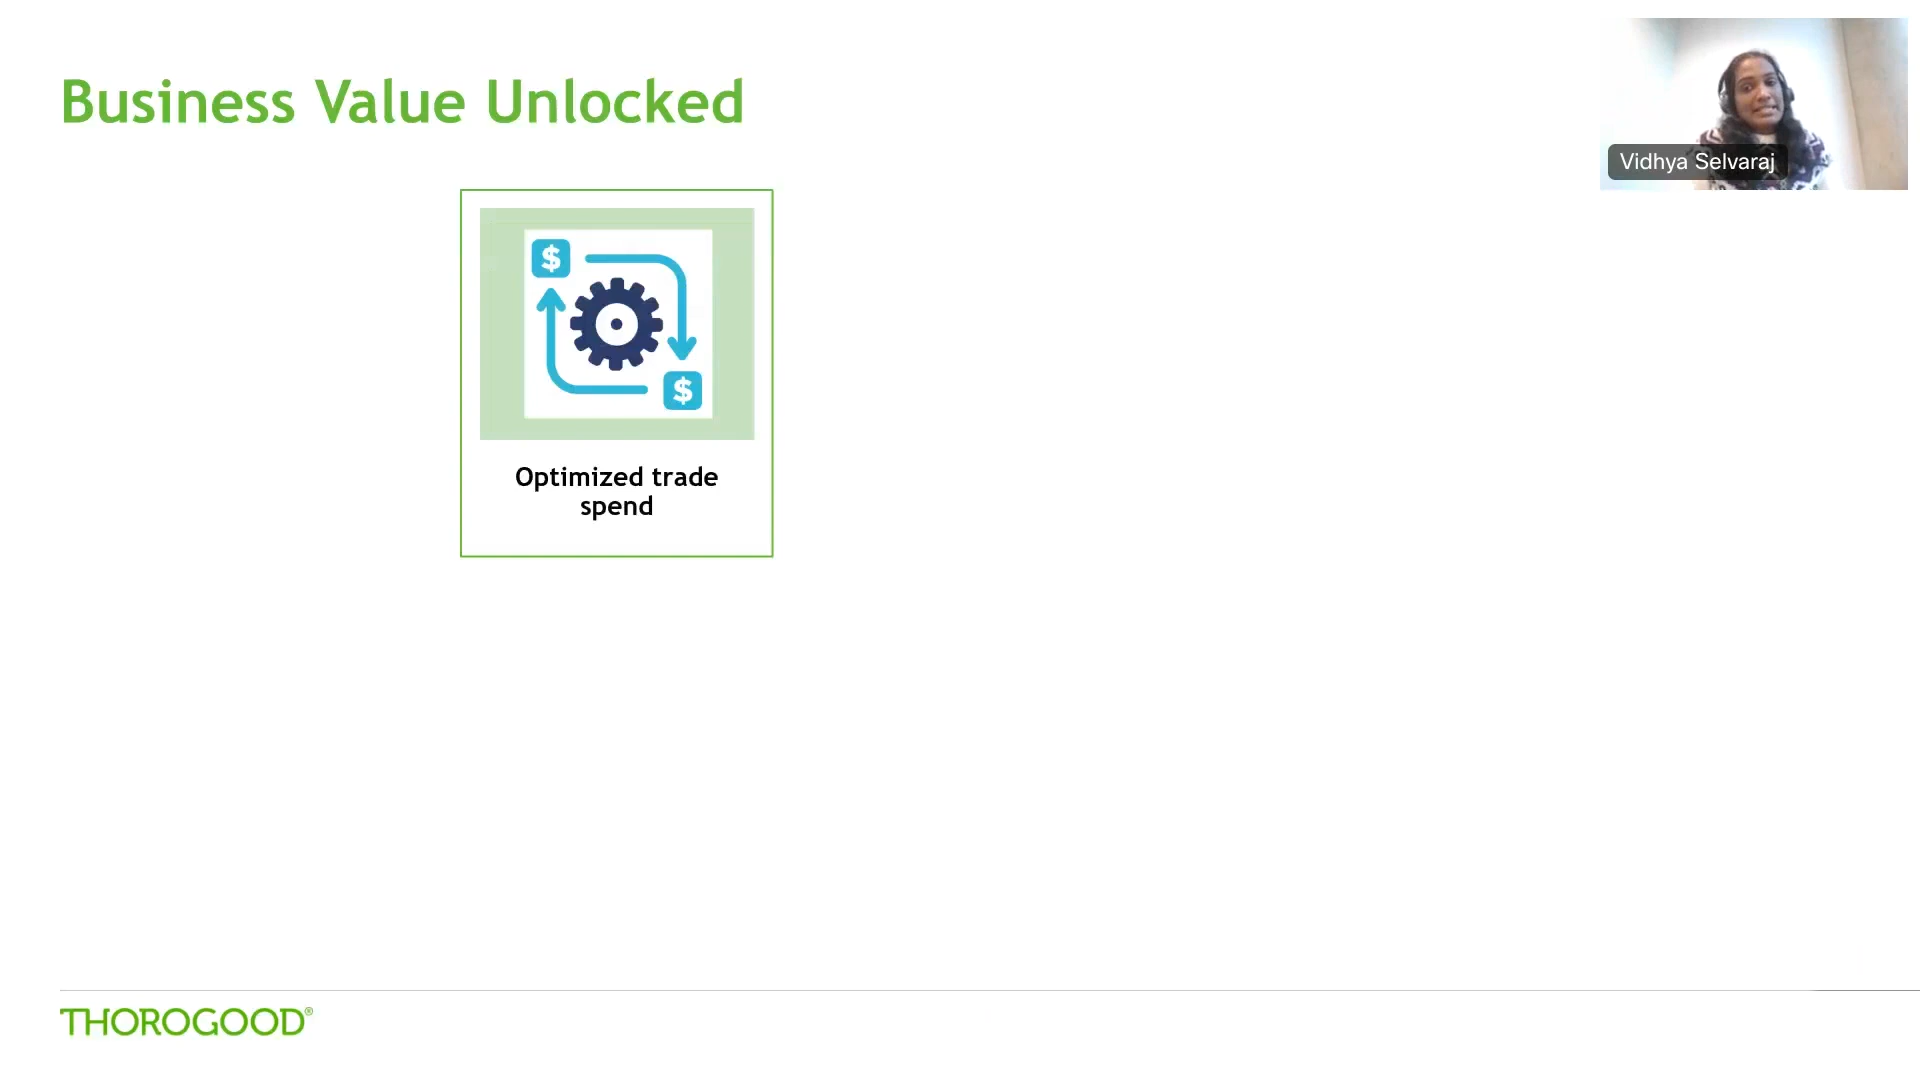 Business Value Unlocked
Vidhya Selvaraj
$
$
Optimized trade
spend
THOROGOOD®